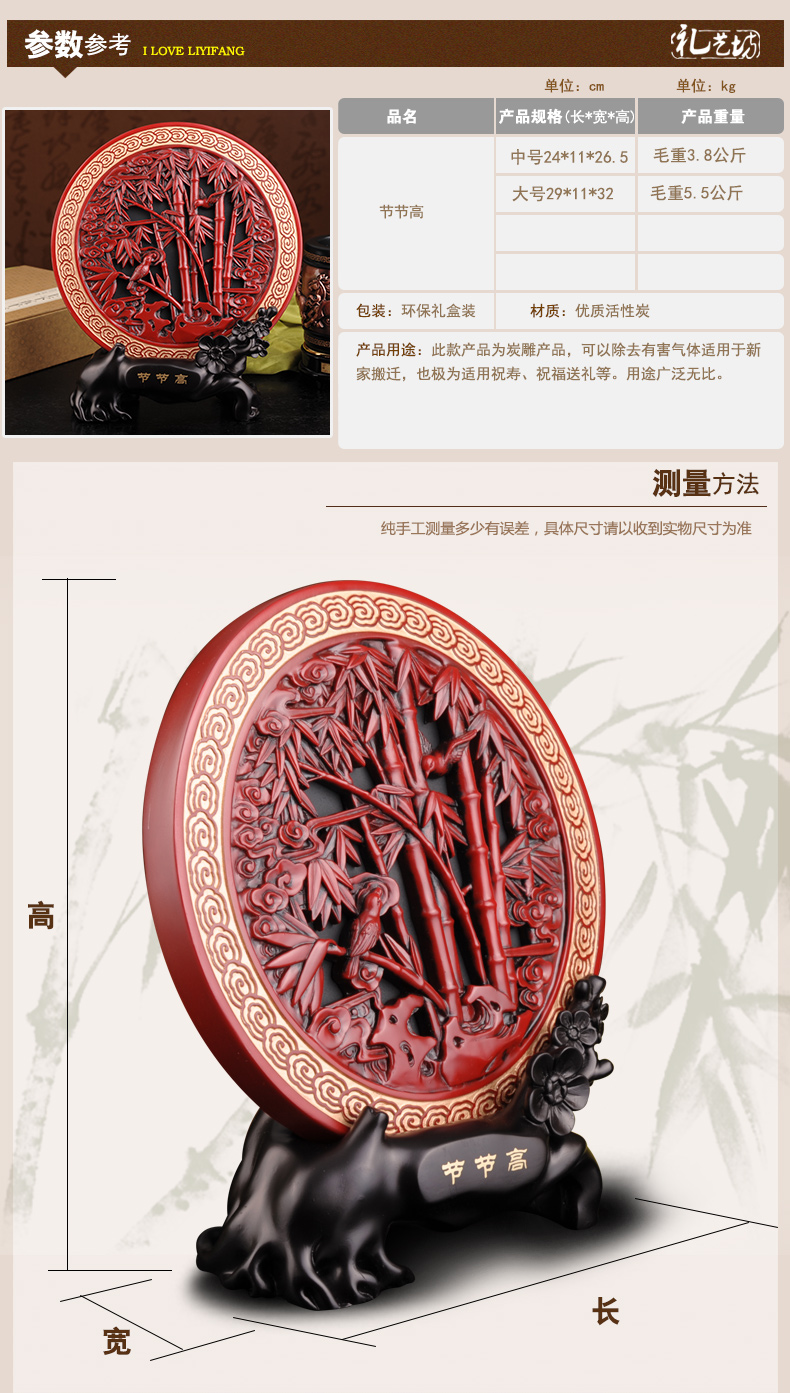 参数参考 I LOVE LIYIFANG
礼艺坊
单位：cm 单位：kg
品名 产品规格(长*宽*高) 产品重量
中号24*11*26.5 毛重3.8公斤
大号29*11*32 毛重5.5公斤
节节高
包装：环保礼盒装 材质：优质活性炭
产品用途：此款产品为炭雕产品，可以除去有害气体适用于新
家搬迁，也极为适用祝寿、祝福送礼等。用途广泛无比。
节节高
测量方法
纯手工测量多少有误差，具体尺寸请以收到实物尺寸为准
高
节节高
长
宽